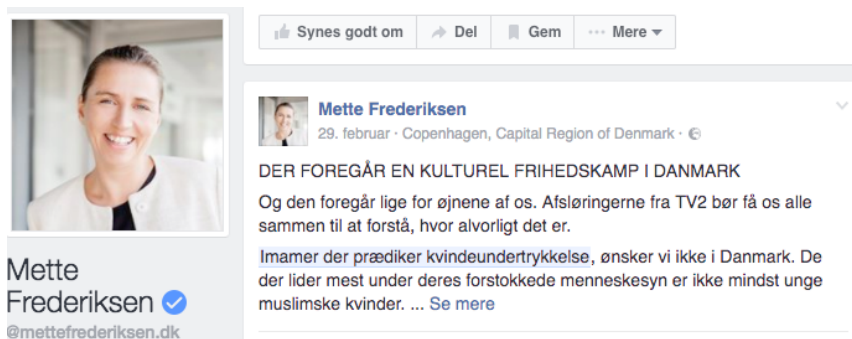 Synes godt om
Del
Gem
Mere
Mette Frederiksen
29. februar · Copenhagen, Capital Region of Denmark ·
DER FOREGÅR EN KULTUREL FRIHEDSKAMP I DANMARK
Og den foregår lige for øjnene af os. Afsløringerne fra TV2 bør få os alle
sammen til at forstå, hvor alvorligt det er.
Imamer der prædiker kvindeundertrykkelse, ønsker vi ikke i Danmark. De
der lider mest under deres forstokkede menneskesyn er ikke mindst unge
muslimske kvinder. ... Se mere
Mette
Frederiksen
@mettefrederiksen.dk